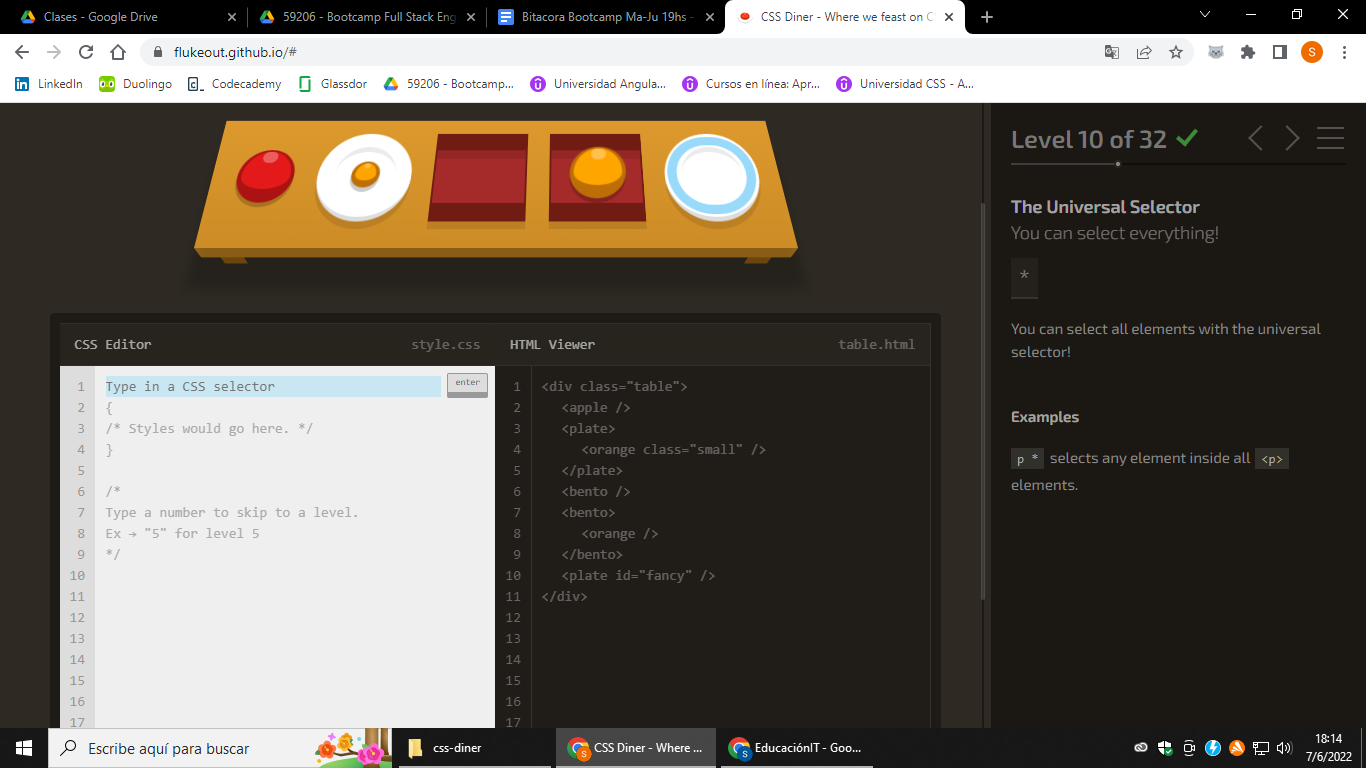 Clases - Google Drive
59206 - Bootcamp Full Stack Eng
Bitacora Bootcamp Ma-Ju 19hs -
CSS Diner - Where we feast on C
flukeout.github.io/#
S
LinkedIn
Duolingo
Codecademy
Glassdor
59206 - Bootcamp...
Universidad Angula...
Cursos en línea: Apr...
Universidad CSS - A...
Level 10 of 32
The Universal Selector
You can select everything!
*
You can select all elements with the universal
selector!
Examples
p * selects any element inside all <p>
elements.
CSS Editor style.css
HTML Viewer table.html
enter
1 Type in a CSS selector
2 {
3 /* Styles would go here. */
4 }
5
6 /*
7 Type a number to skip to a level.
8 Ex → "5" for level 5
9 */
10
11
12
13
14
15
16
17
1 <div class="table">
2 <apple />
3 <plate>
4 <orange class="small" />
5 </plate>
6 <bento />
7 <bento>
8 <orange />
9 </bento>
10 <plate id="fancy" />
11 </div>
12
13
14
15
16
17
Escribe aquí para buscar
css-diner
CSS Diner - Where ...
EducaciónIT - Goo...
18:14
7/6/2022